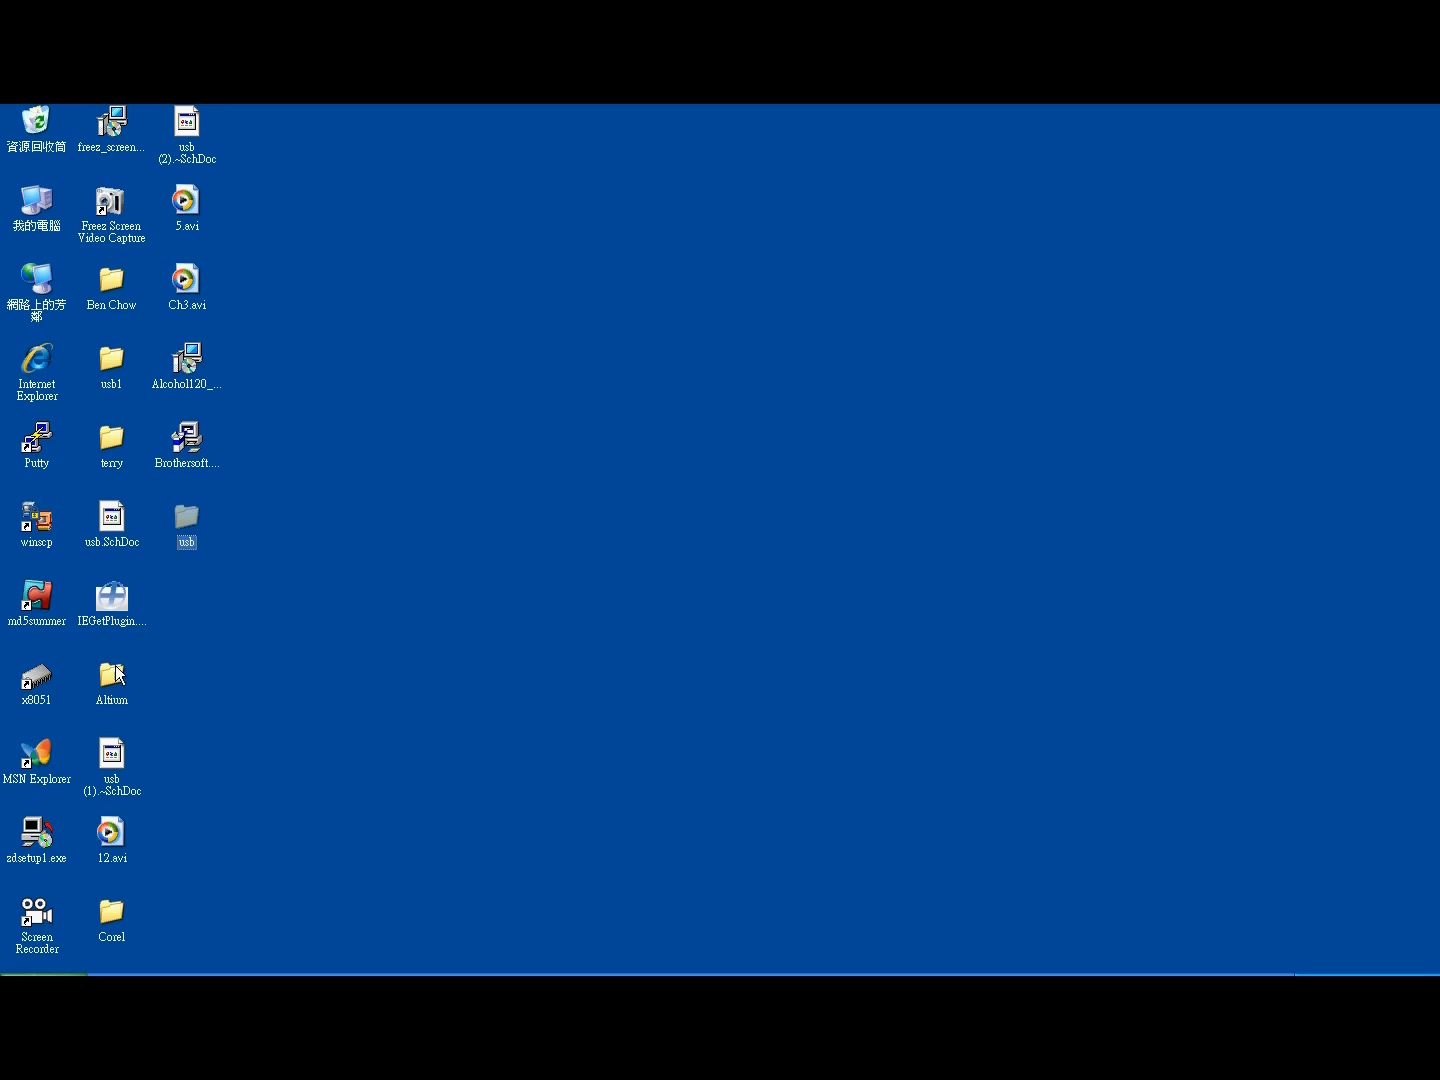 資源回收筒
我的電腦
網路上的芳
鄰
Internet
Explorer
Putty
winscp
md5summer
x8051
MSN Explorer
zdsetup1.exe
Screen
Recorder
freez_screen...
Freez Screen
Video Capture
Ben Chow
usb1
terry
usb.SchDoc
IEGetPlugin....
Altium
usb
(1).~SchDoc
12.avi
Corel
usb
(2).~SchDoc
5.avi
Ch3.avi
Alcohol120_...
Brothersoft....
usb